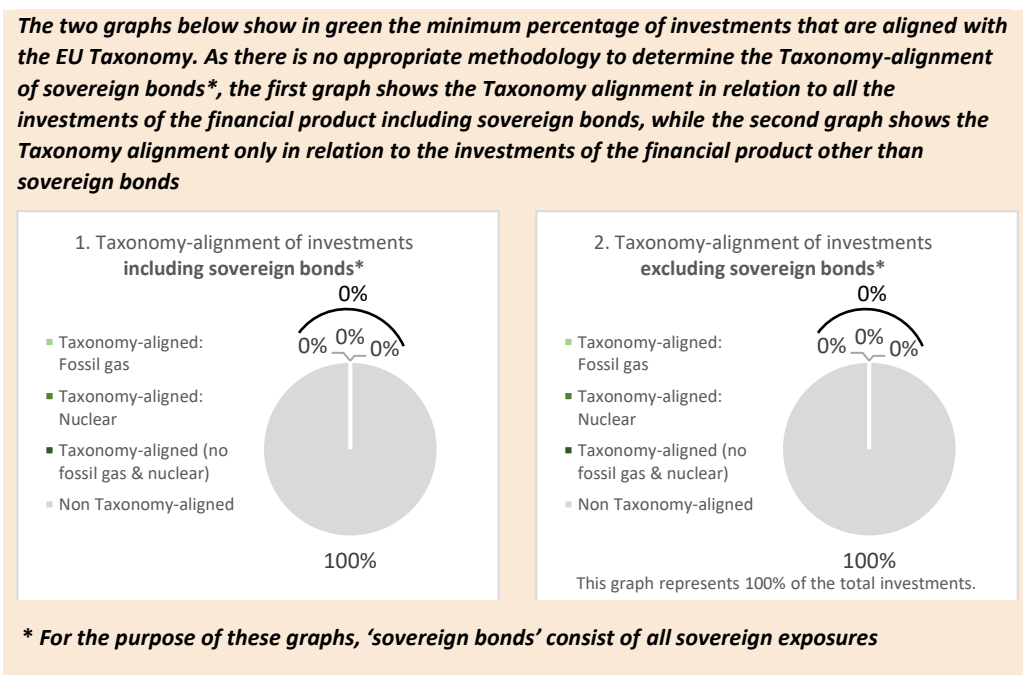 The two graphs below show in green the minimum percentage of investments that are aligned with
the EU Taxonomy. As there is no appropriate methodology to determine the Taxonomy-alignment
of sovereign bonds*, the first graph shows the Taxonomy alignment in relation to all the
investments of the financial product including sovereign bonds, while the second graph shows the
Taxonomy alignment only in relation to the investments of the financial product other than
sovereign bonds
1. Taxonomy-alignment of investments
including sovereign bonds*
0%
0%
0%
0%
Taxonomy-aligned:
Fossil gas
Taxonomy-aligned:
Nuclear
Taxonomy-aligned (no
fossil gas & nuclear)
Non Taxonomy-aligned
100%
2. Taxonomy-alignment of investments
excluding sovereign bonds*
0%
0%
0%
0%
Taxonomy-aligned:
Fossil gas
Taxonomy-aligned:
Nuclear
Taxonomy-aligned (no
fossil gas & nuclear)
Non Taxonomy-aligned
100%
This graph represents 100% of the total investments.
* For the purpose of these graphs, ‘sovereign bonds’ consist of all sovereign exposures